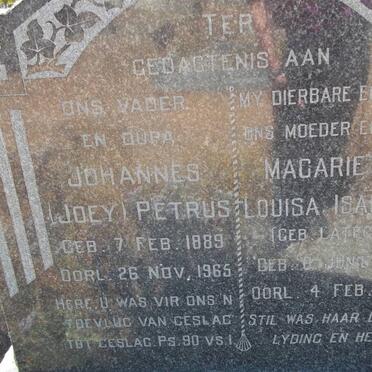 TER
GEDAGTENIS AAN
ONS VADER
EN OUPA
JOHANNES
(JOEY) PETRUS
GEB. 7 FEB. 1889
OORL. 26 NOV. 1965
HERE, U WAS VIR ONS 'N
TOEVLUG VAN GESLAG
TOT GESLAG. PS. 90 VS. 1
MY DIERBARE
ONS MOEDER
MAGARIE
LOUISA ISA
(GEB. LATEG
GEB.
OORL. 4 FEB.
STIL WAS HAAR
LYDING EN HE